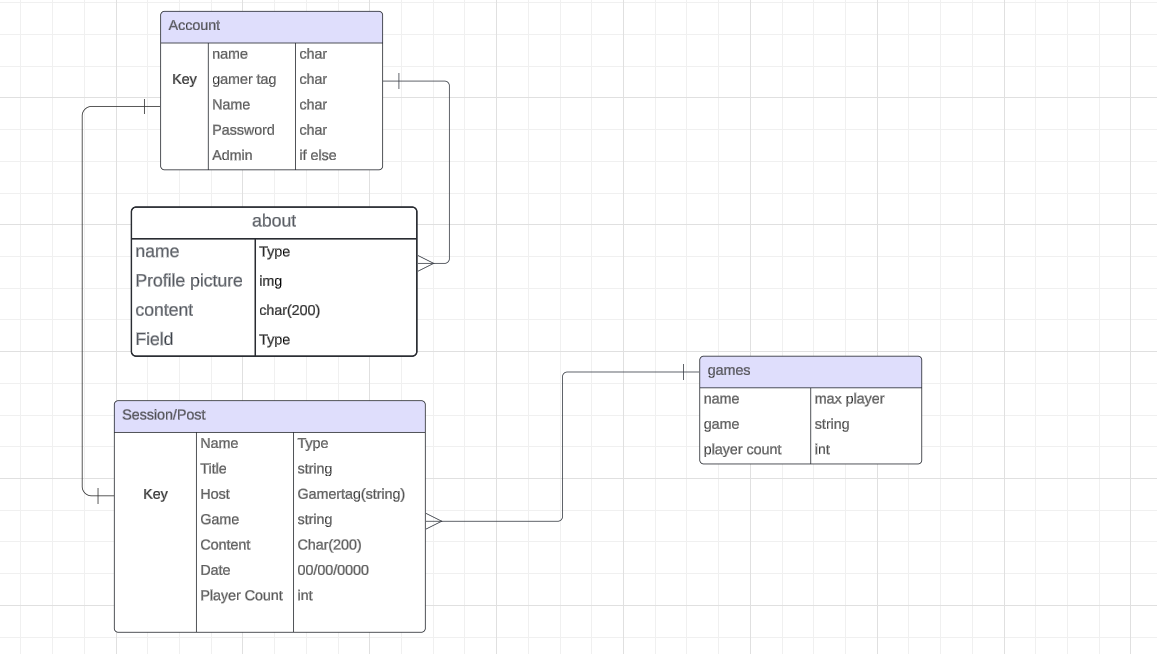 Account
name char
Key gamer tag char
Name char
Password char
Admin if else
about
name Type
Profile picture img
content char(200)
Field Type
games
name max player
game string
player count int
Session/Post
Name Type
Title string
Key Host Gamertag(string)
Game string
Content Char(200)
Date 00/00/0000
Player Count int